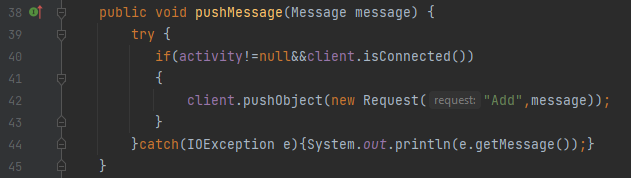 38 public void pushMessage(Message message) {
39 try {
40 if(activity!=null&&client.isConnected())
41 {
42 client.pushObject(new Request( request: "Add",message));
43 }
44 }catch(IOException e){System.out.println(e.getMessage());}
45 }